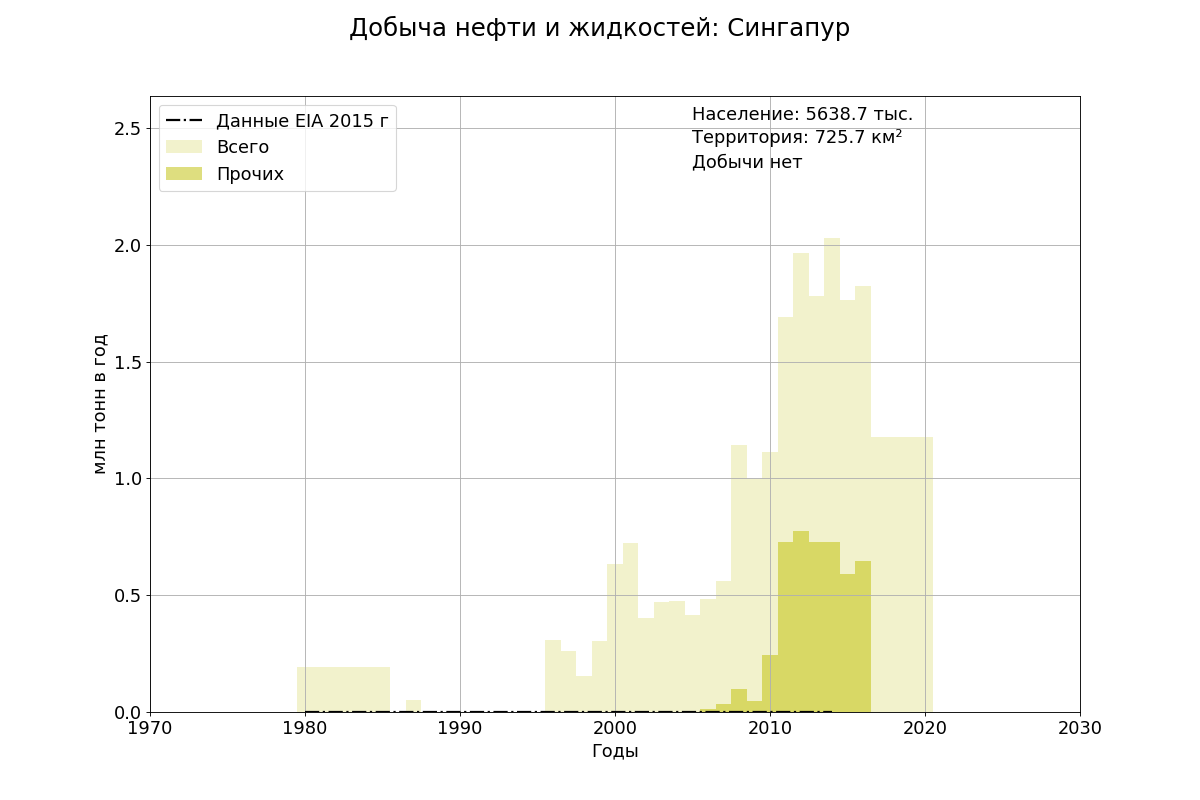 Добыча нефти и жидкостей: Сингапур
Данные EIA 2015 г
Всего
Прочих
Население: 5638.7 тыс.
Территория: 725.7 км²
Добычи нет
млн тонн в год
2.5
2.0
1.5
1.0
0.5
0.0
1970 1980 1990 2000 2010 2020 2030
Годы